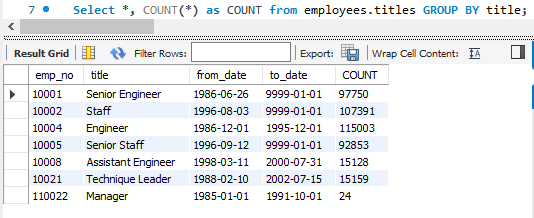 7 Select *, COUNT(*) as COUNT from employees.titles GROUP BY title;
Result Grid Filter Rows: Export: Wrap Cell Content:
emp_no title from_date to_date COUNT
10001 Senior Engineer 1986-06-26 9999-01-01 97750
10002 Staff 1996-08-03 9999-01-01 107391
10004 Engineer 1986-12-01 1995-12-01 115003
10005 Senior Staff 1996-09-12 9999-01-01 92853
10008 Assistant Engineer 1998-03-11 2000-07-31 15128
10021 Technique Leader 1988-02-10 2002-07-15 15159
110022 Manager 1985-01-01 1991-10-01 24